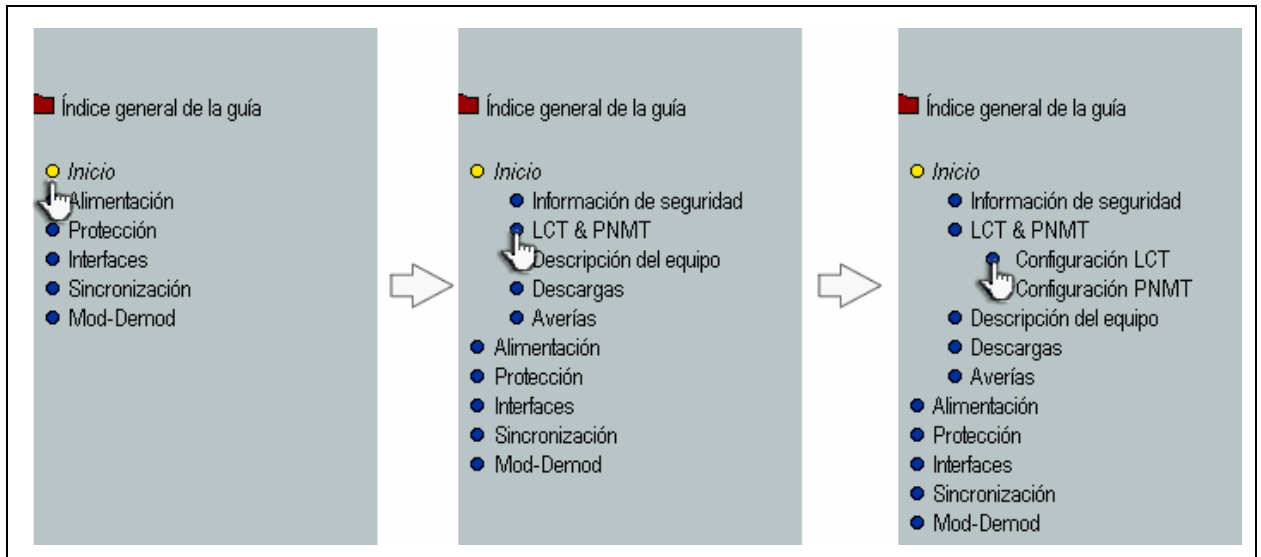 Índice general de la guía
Inicio
Alimentación
Protección
Interfaces
Sincronización
Mod-Demod
Índice general de la guía
Inicio
Información de seguridad
LCT & PNMT
Descripción del equipo
Descargas
Averías
Alimentación
Protección
Interfaces
Sincronización
Mod-Demod
Índice general de la guía
Inicio
Información de seguridad
LCT & PNMT
Configuración LCT
Configuración PNMT
Descripción del equipo
Descargas
Averías
Alimentación
Protección
Interfaces
Sincronización
Mod-Demod